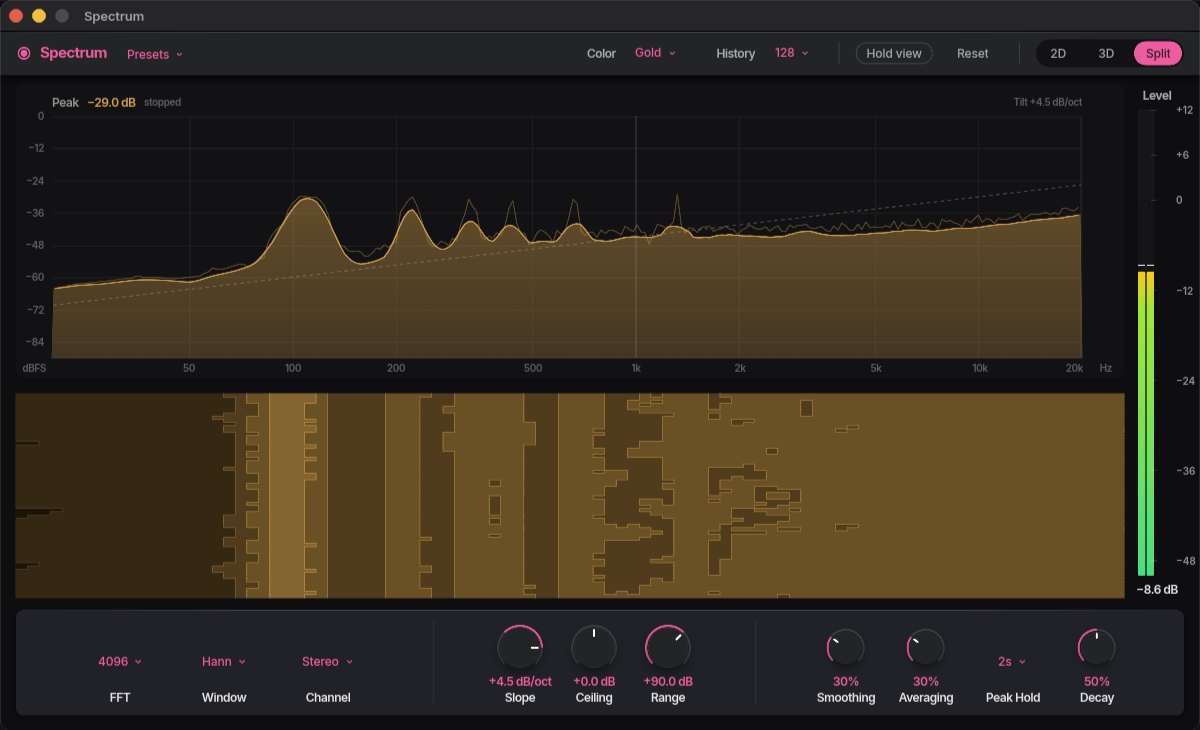 Spectrum
Spectrum Presets Color Gold History 128 Hold view Reset 2D 3D Split
Peak −29.0 dB stopped Tilt +4.5 dB/oct Level
0
−12
−24
−36
−48
−60
−72
−84
dBFS 50 100 200 500 1k 2k 5k 10k 20k Hz
+12
+6
0
−12
−24
−36
−48
−8.6 dB
4096 Hann Stereo +4.5 dB/oct +0.0 dB +90.0 dB 30% 30% 2s 50%
FFT Window Channel Slope Ceiling Range Smoothing Averaging Peak Hold Decay